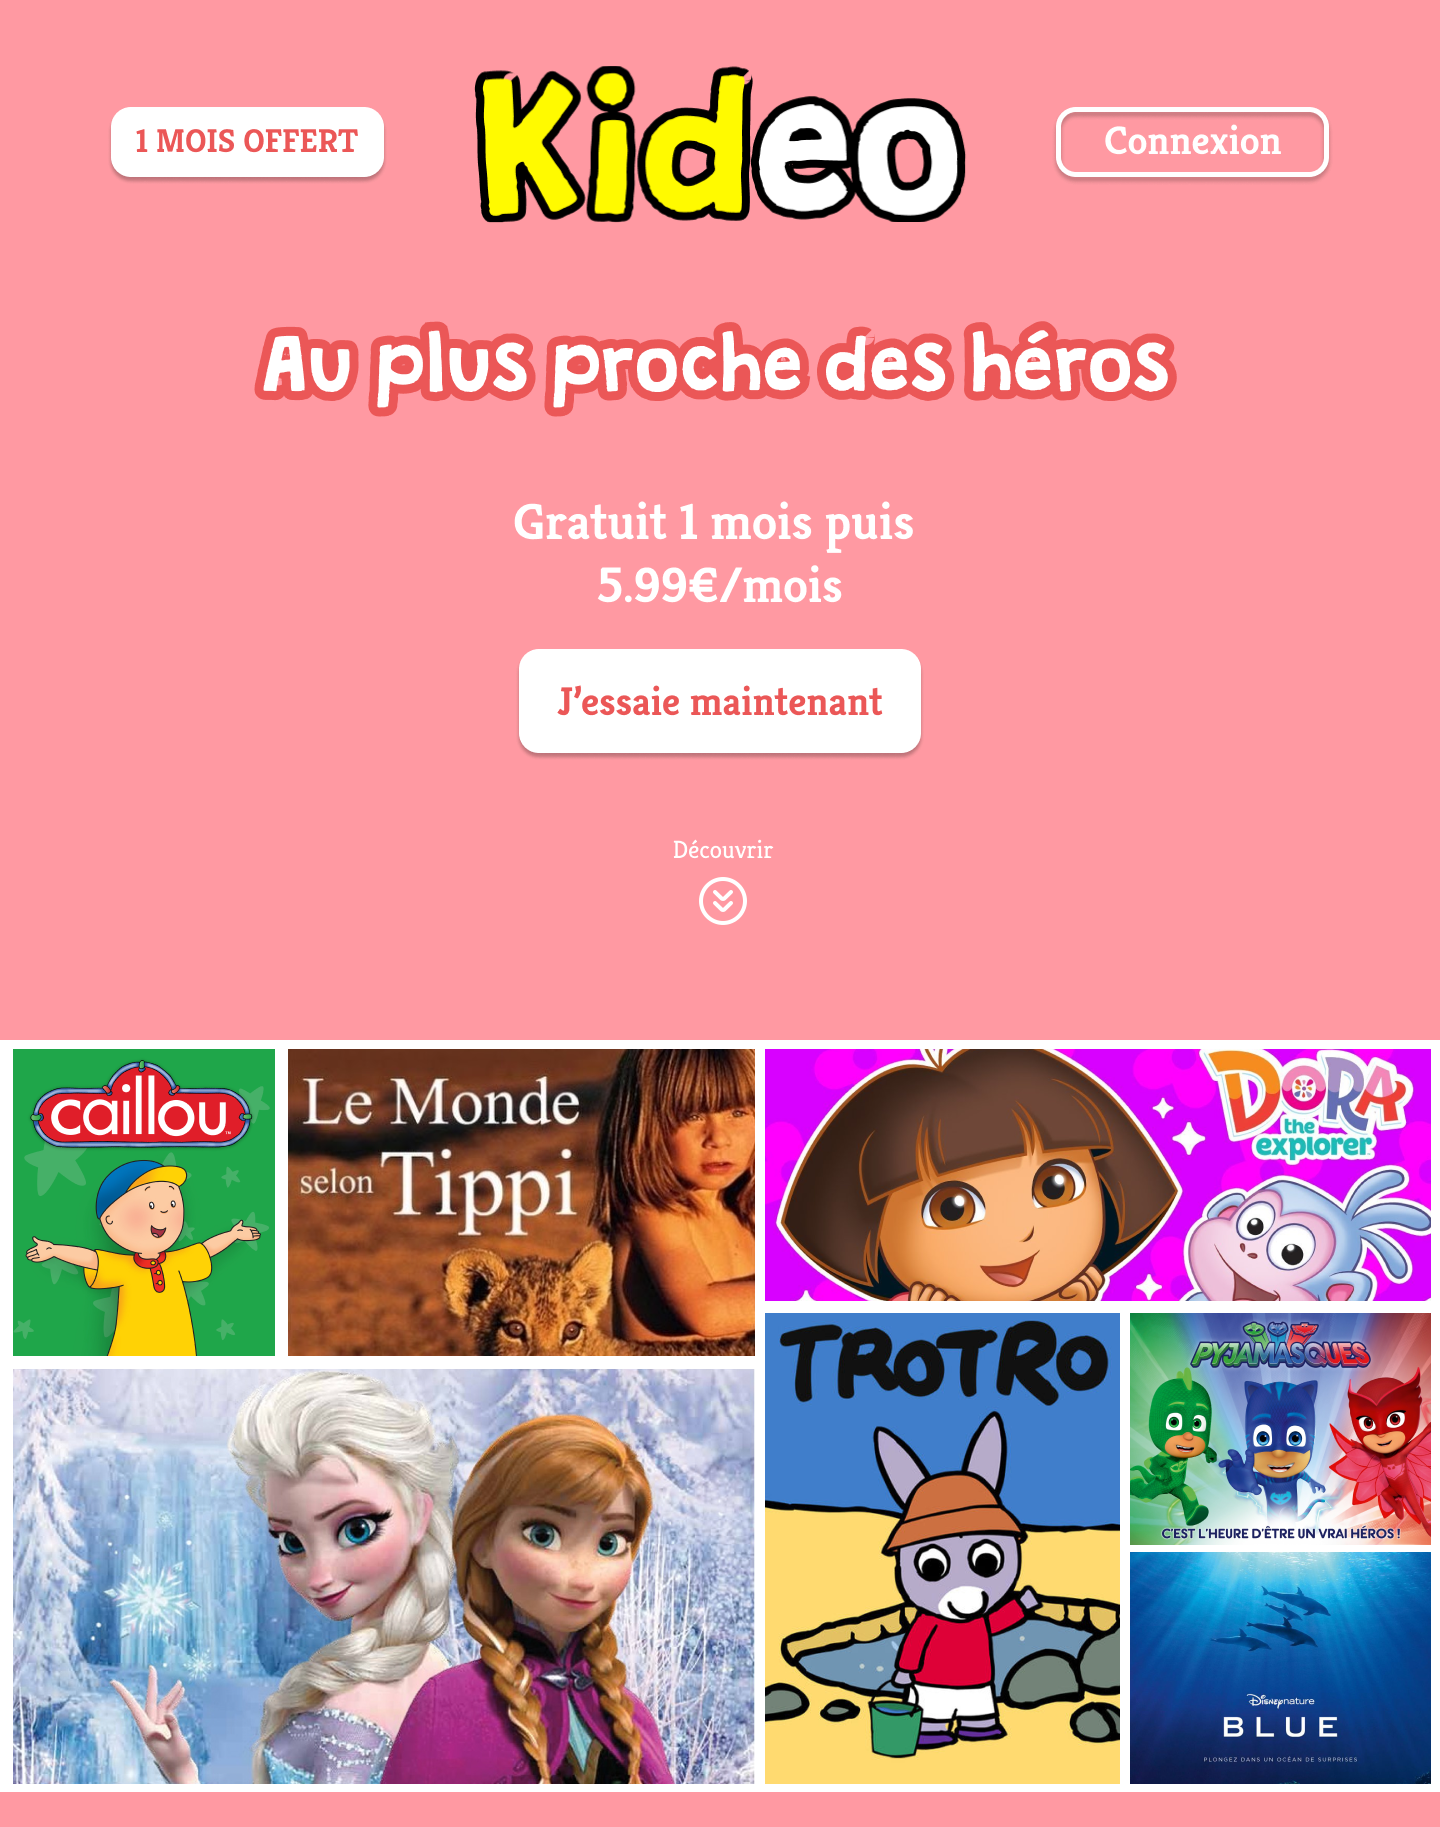 1 MOIS OFFERT
Kideo
Connexion
Au plus proche des héros
Gratuit 1 mois puis
5.99€/mois
J’essaie maintenant
Découvrir
caillou™
Le Monde
selon Tippi
DORA
the
explorer
TROTRO
PYJAMASQUES
C'EST L'HEURE D'ÊTRE UN VRAI HÉROS !
Disneynature
BLUE
PLONGEZ DANS UN OCÉAN DE SURPRISES